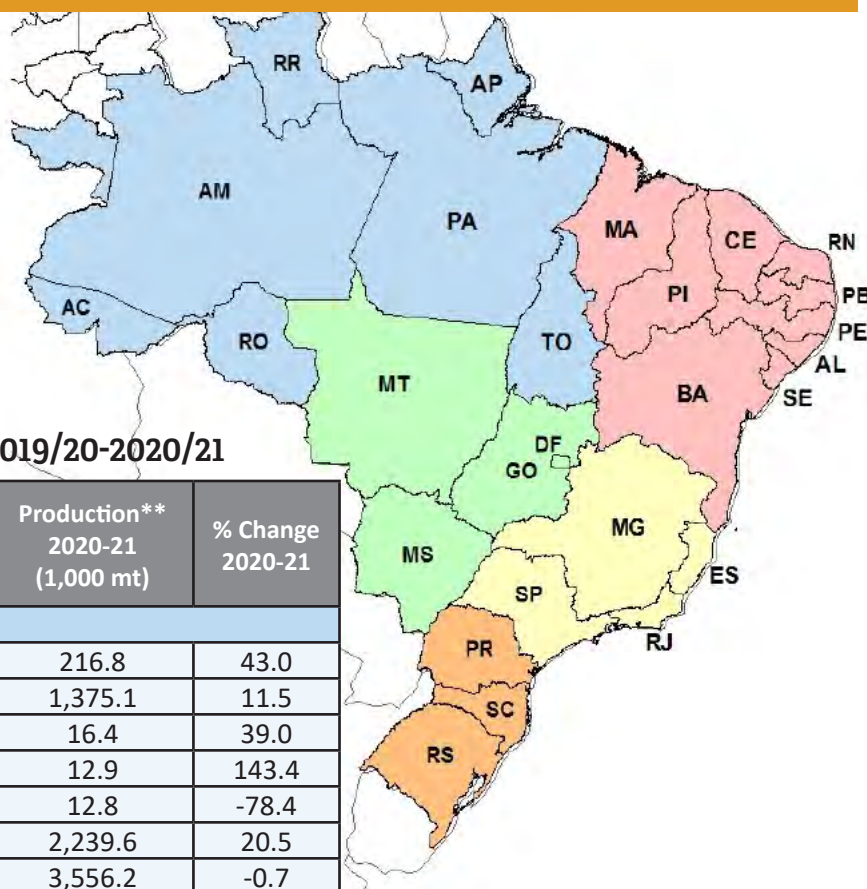 RR
AP
AM
PA
MA
CE
RN
PI
PB
PE
AC
RO
TO
AL
MT
BA
SE
019/20-2020/21
DF
GO
Production**
2020-21
(1,000 mt)
% Change
2020-21
MS
MG
ES
SP
RJ
PR
216.8 43.0
1,375.1 11.5
SC
16.4 39.0
RS
12.9 143.4
12.8 -78.4
2,239.6 20.5
3,556.2 -0.7